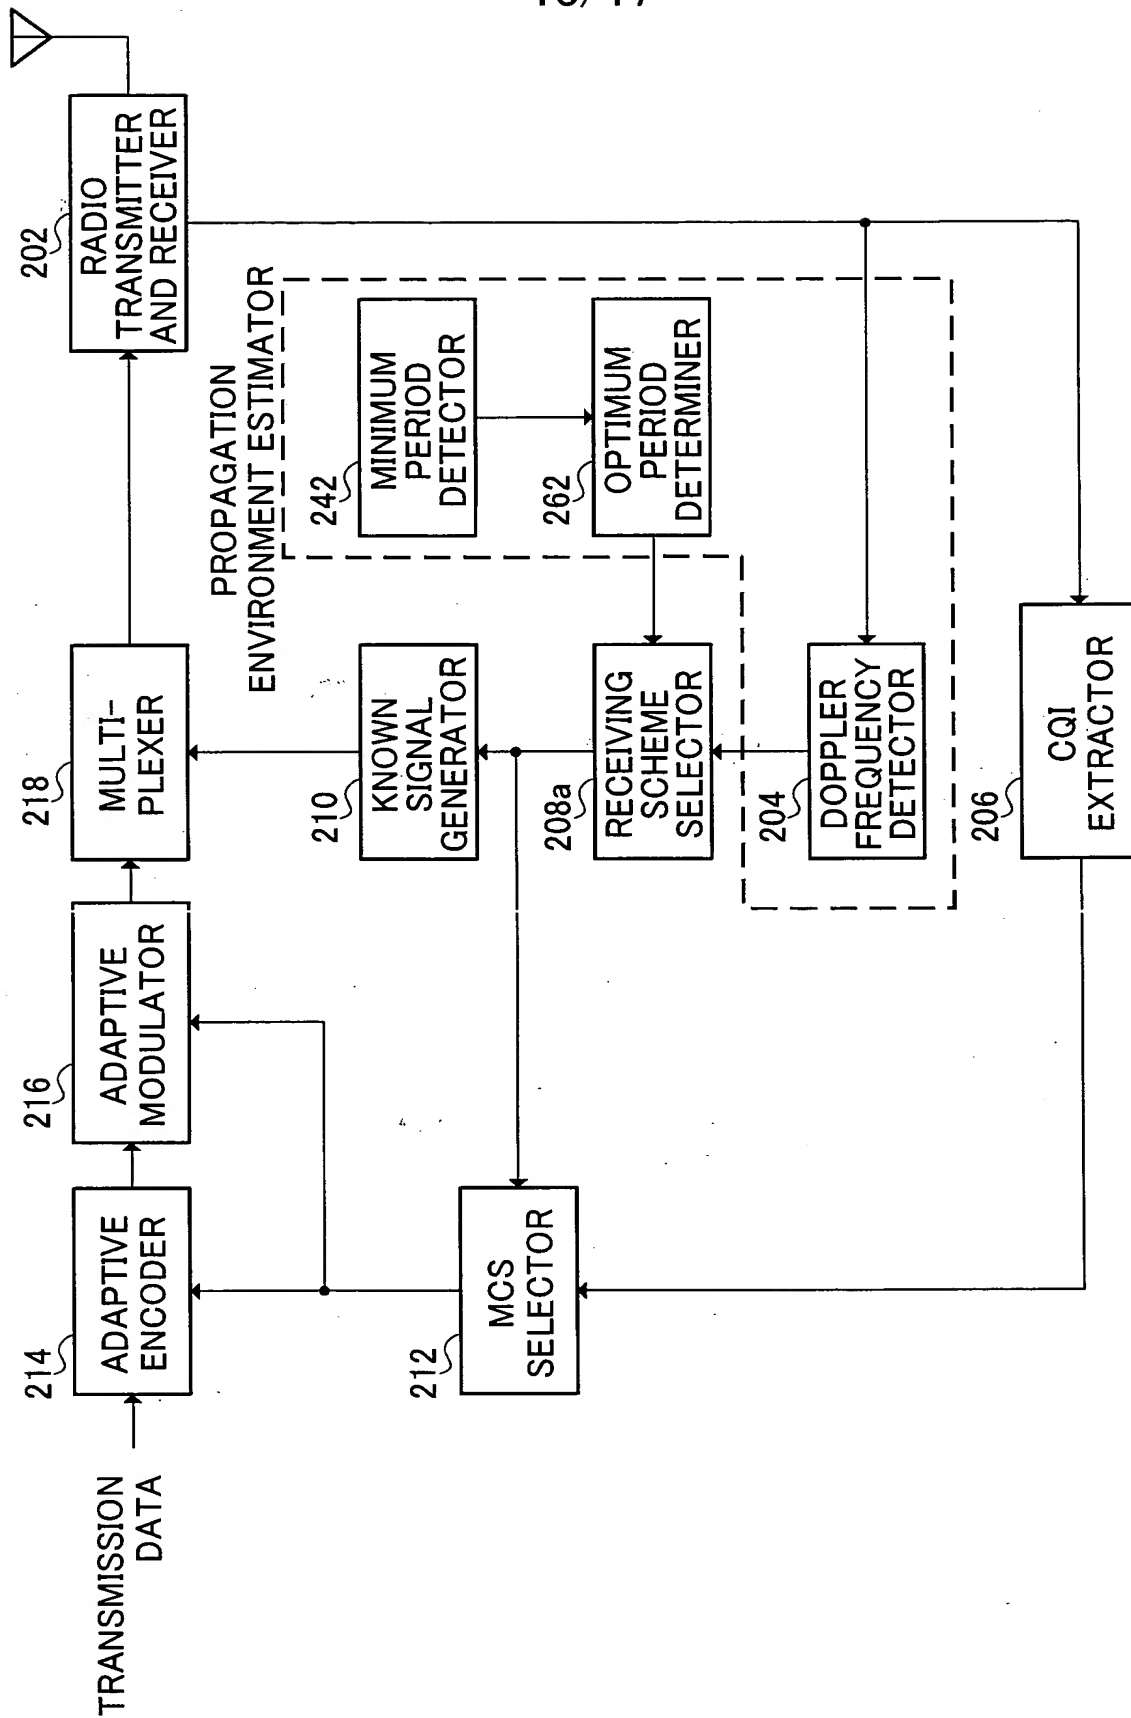 TRANSMISSION
DATA
214
ADAPTIVE
ENCODER
216
ADAPTIVE
MODULATOR
218
MULTI-
PLEXER
202
RADIO
TRANSMITTER
AND RECEIVER
PROPAGATION
ENVIRONMENT ESTIMATOR
210
KNOWN
SIGNAL
GENERATOR
242
MINIMUM
PERIOD
DETECTOR
212
MCS
SELECTOR
208a
RECEIVING
SCHEME
SELECTOR
262
OPTIMUM
PERIOD
DETERMINER
204
DOPPLER
FREQUENCY
DETECTOR
206
CQI
EXTRACTOR